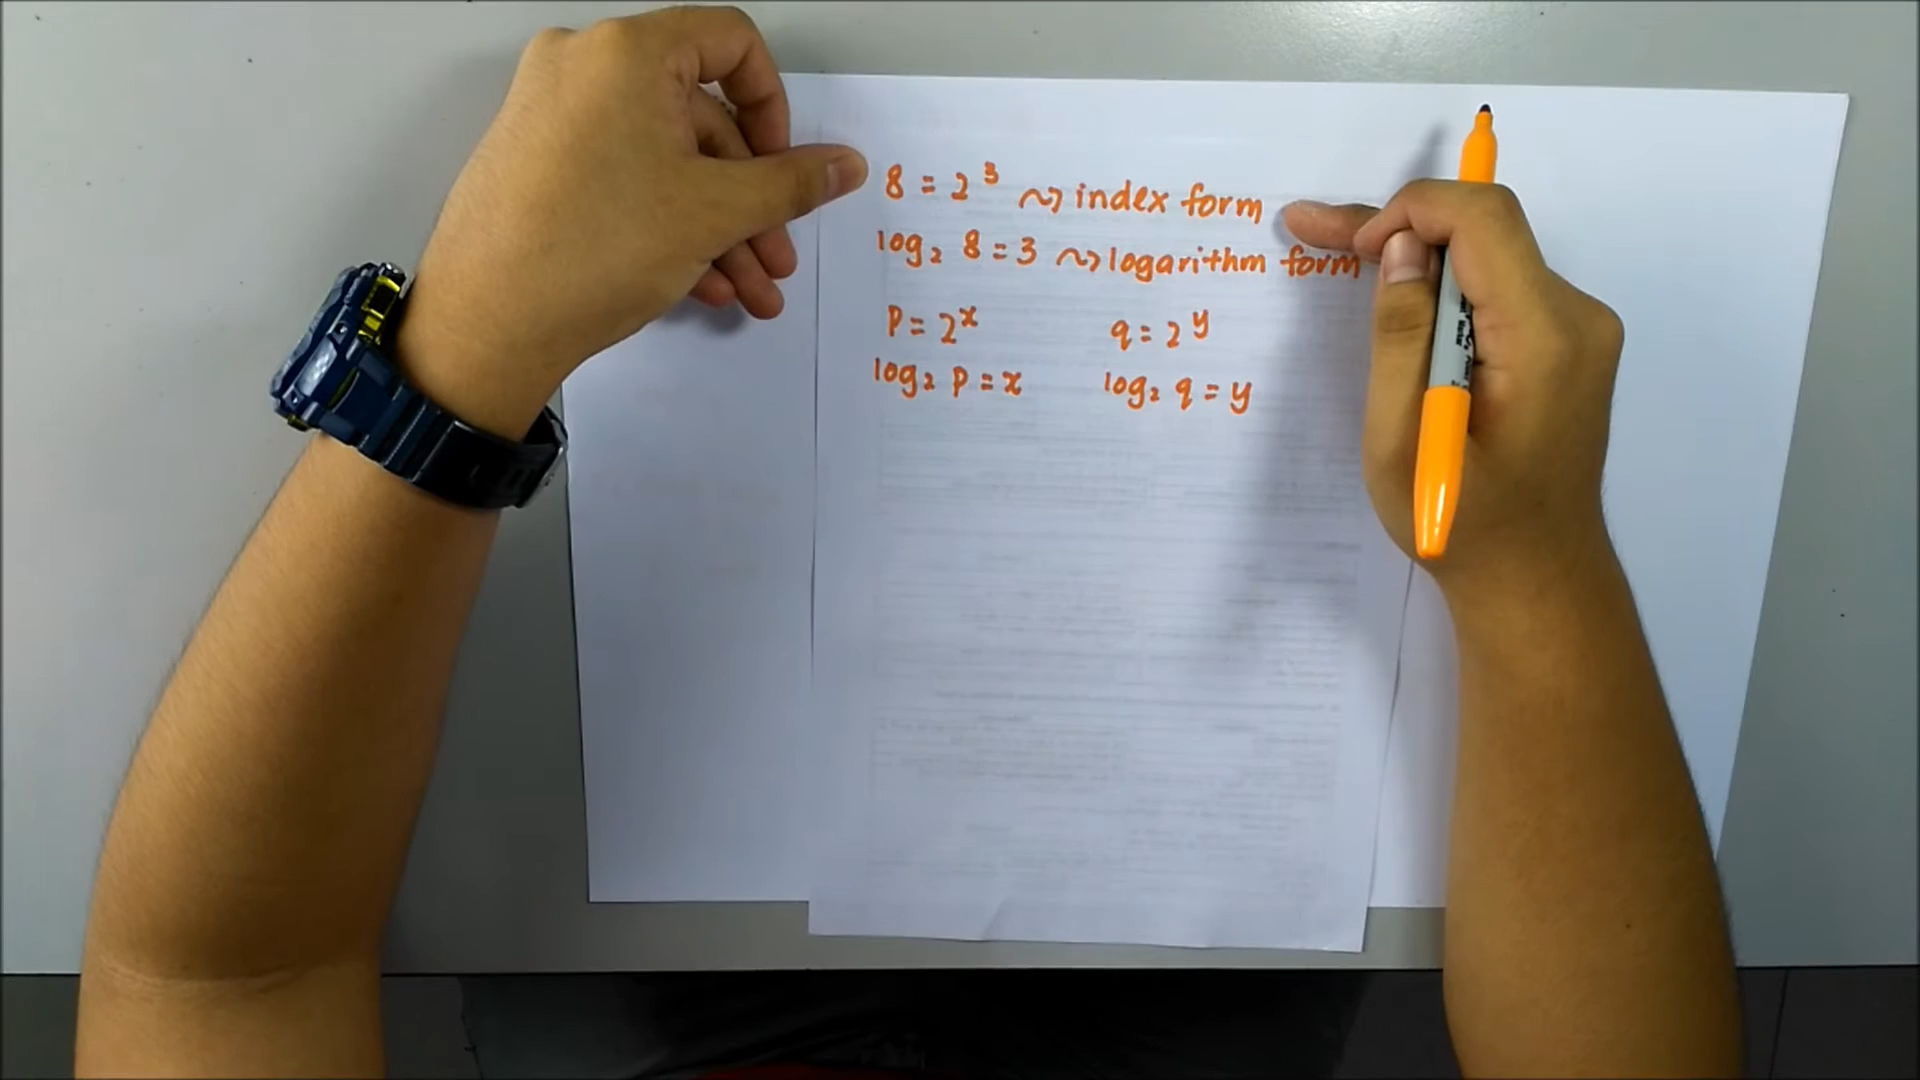 8 = 2³ ⇝ index form
log₂ 8 = 3 ⇝ logarithm form
p = 2ˣ q = 2ʸ
log₂ p = x log₂ q = y